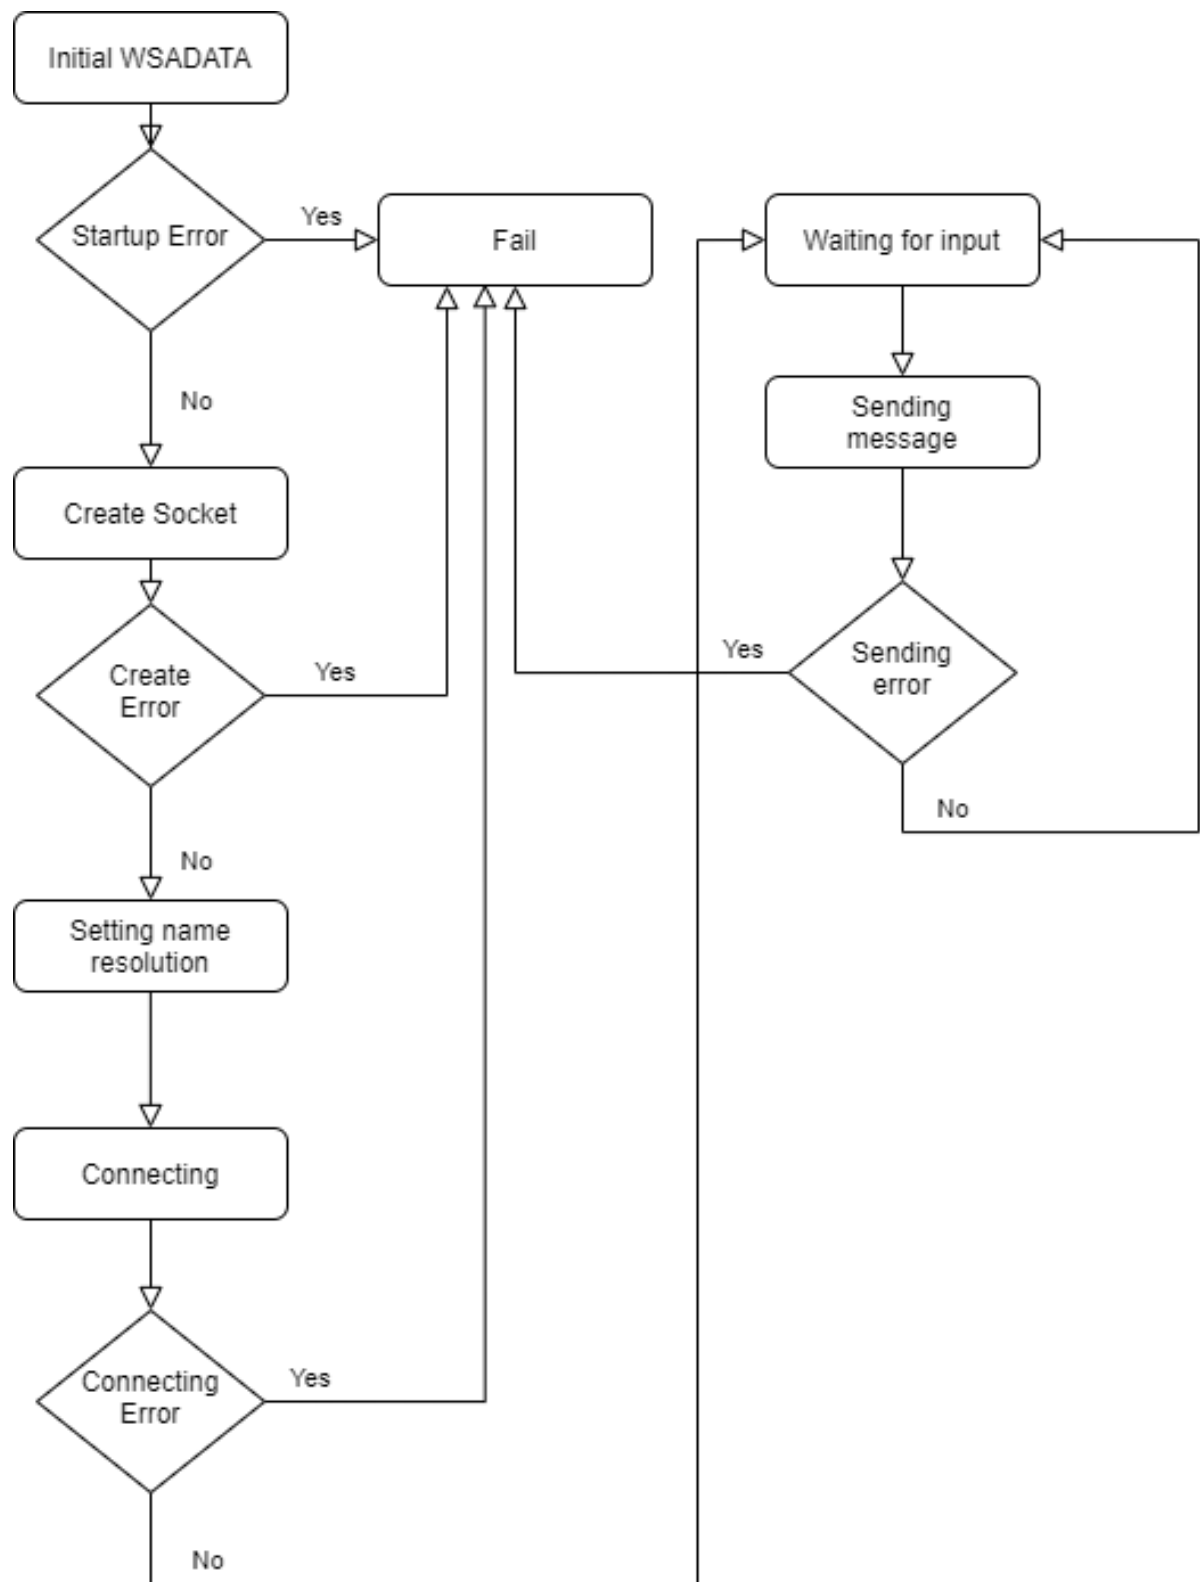 Initial WSADATA
Startup Error
Yes
Fail
Waiting for input
No
Sending
message
Create Socket
Create
Error
Yes
Yes
Sending
error
No
No
Setting name
resolution
Connecting
Connecting
Error
Yes
No